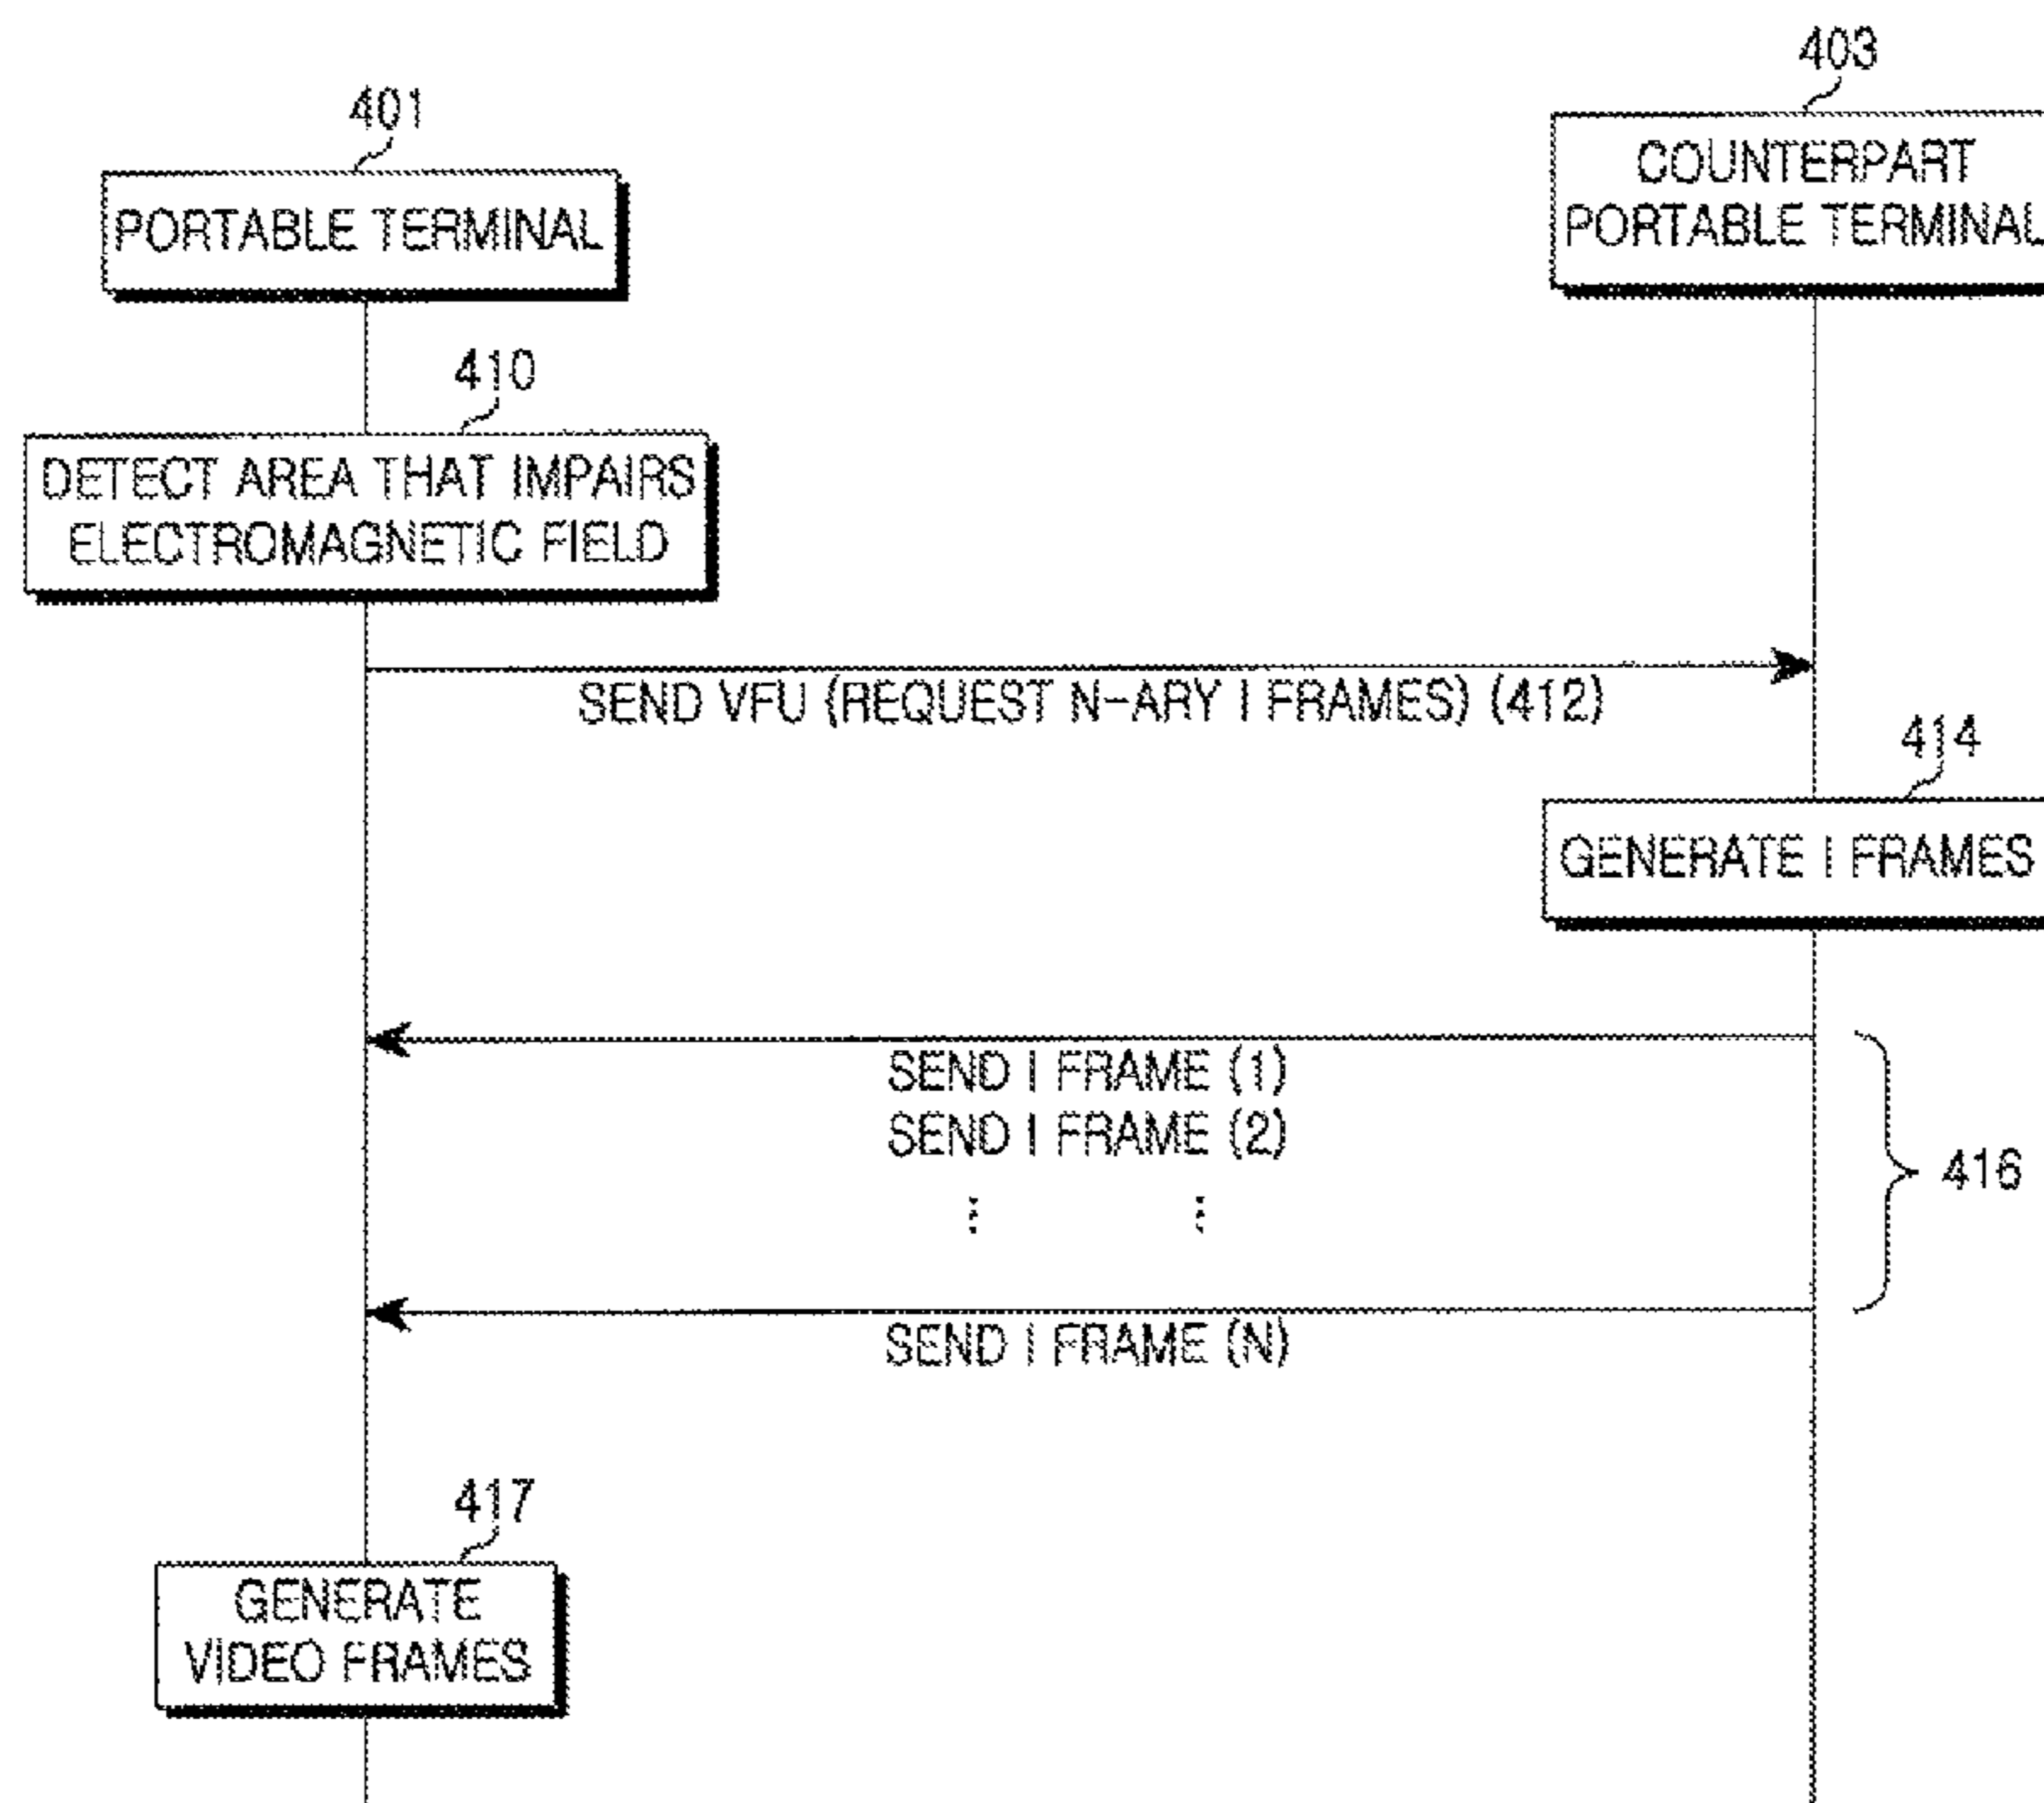 403
401
COUNTERPART
PORTABLE TERMINAL
PORTABLE TERMINAL
410
DETECT AREA THAT IMPAIRS
ELECTROMAGNETIC FIELD
SEND VFU (REQUEST N-ARY I FRAMES) (412)
414
GENERATE I FRAMES
SEND I FRAME (1)
SEND I FRAME (2)
⋮ ⋮
416
SEND I FRAME (N)
417
GENERATE
VIDEO FRAMES